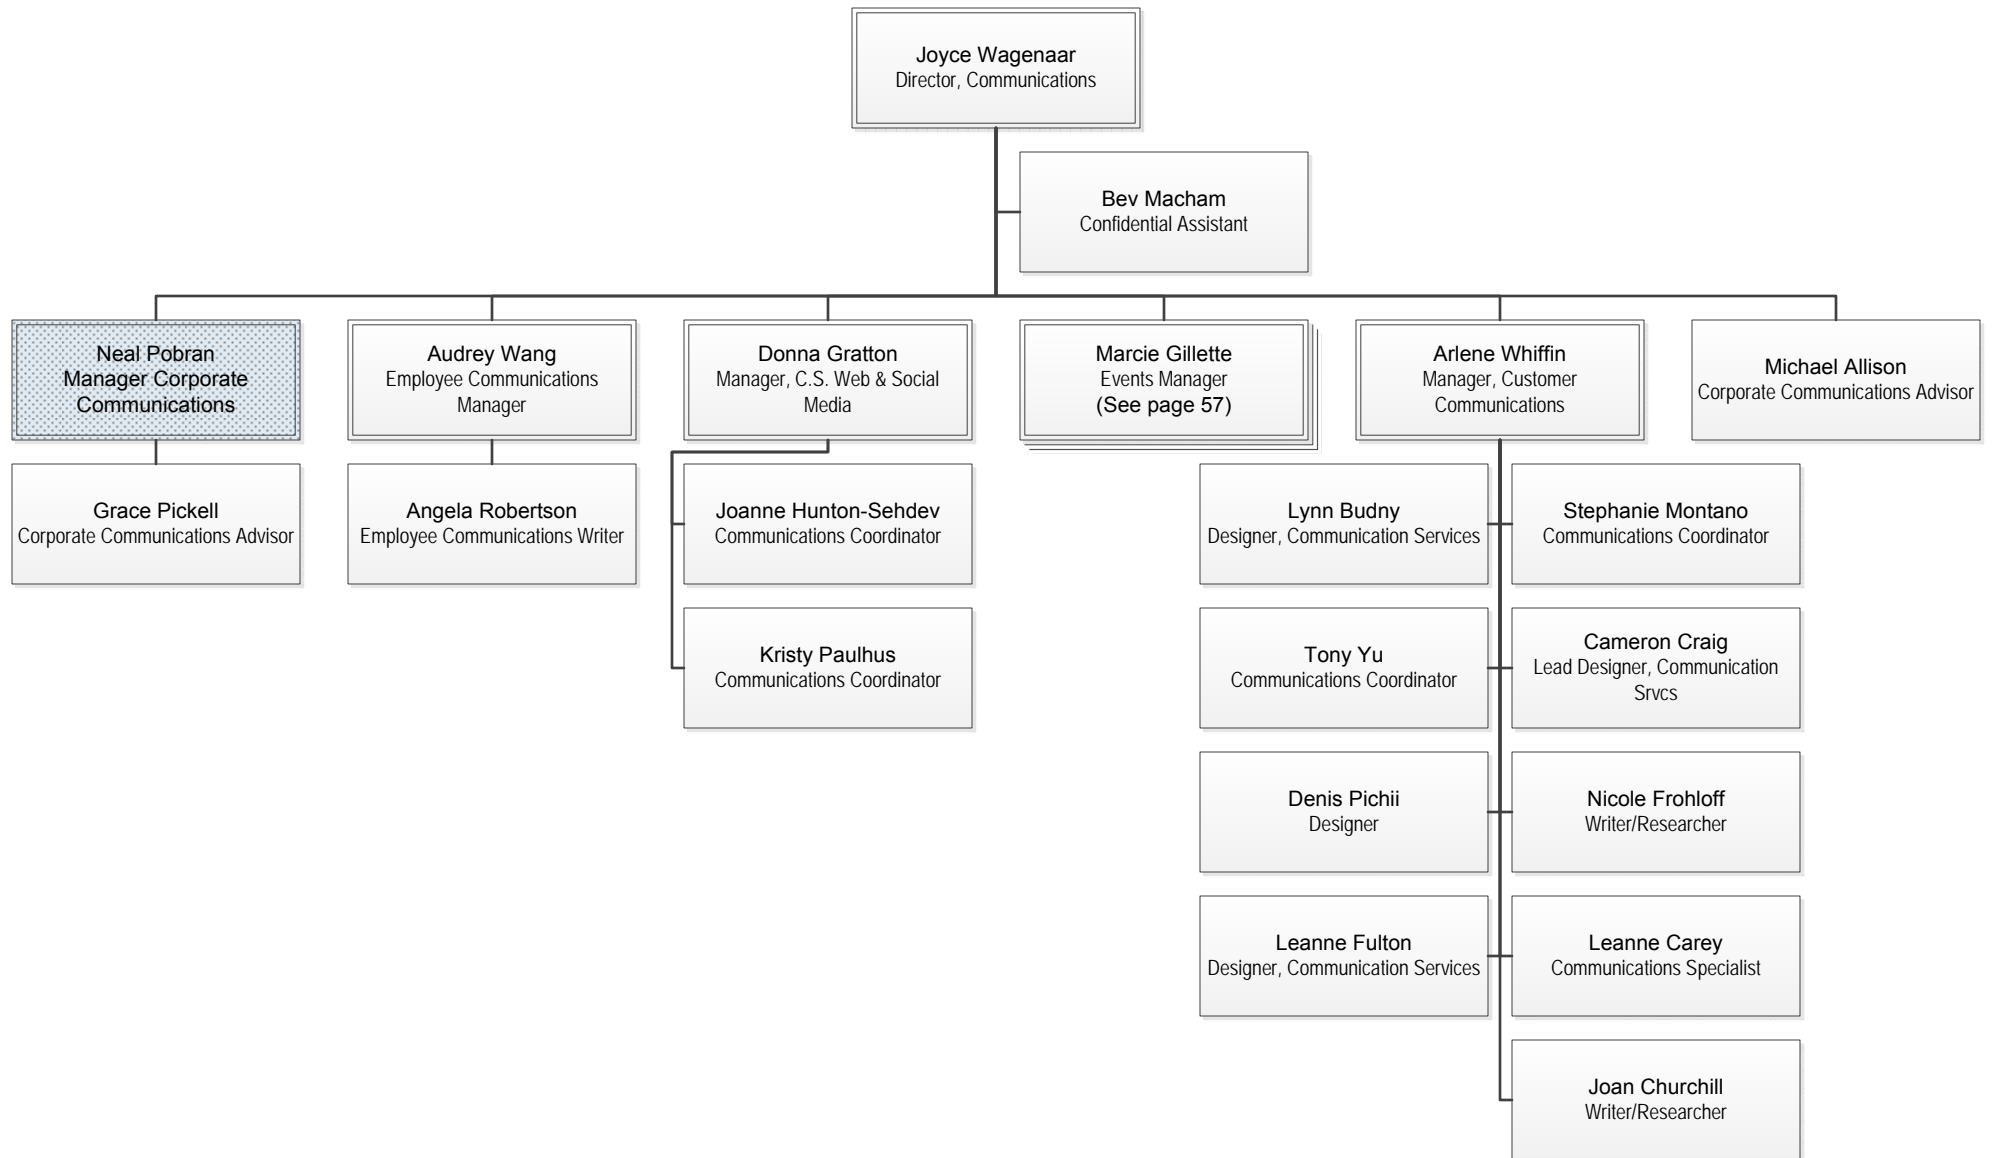 Joyce Wagenaar
Director, Communications
Bev Macham
Confidential Assistant
Neal Pobran
Manager Corporate
Communications
Audrey Wang
Employee Communications
Manager
Donna Gratton
Manager, C.S. Web & Social
Media
Marcie Gillette
Events Manager
(See page 57)
Arlene Whiffin
Manager, Customer
Communications
Michael Allison
Corporate Communications Advisor
Grace Pickell
Corporate Communications Advisor
Angela Robertson
Employee Communications Writer
Joanne Hunton-Sehdev
Communications Coordinator
Lynn Budny
Designer, Communication Services
Stephanie Montano
Communications Coordinator
Kristy Paulhus
Communications Coordinator
Tony Yu
Communications Coordinator
Cameron Craig
Lead Designer, Communication
Srvcs
Denis Pichii
Designer
Nicole Frohloff
Writer/Researcher
Leanne Fulton
Designer, Communication Services
Leanne Carey
Communications Specialist
Joan Churchill
Writer/Researcher